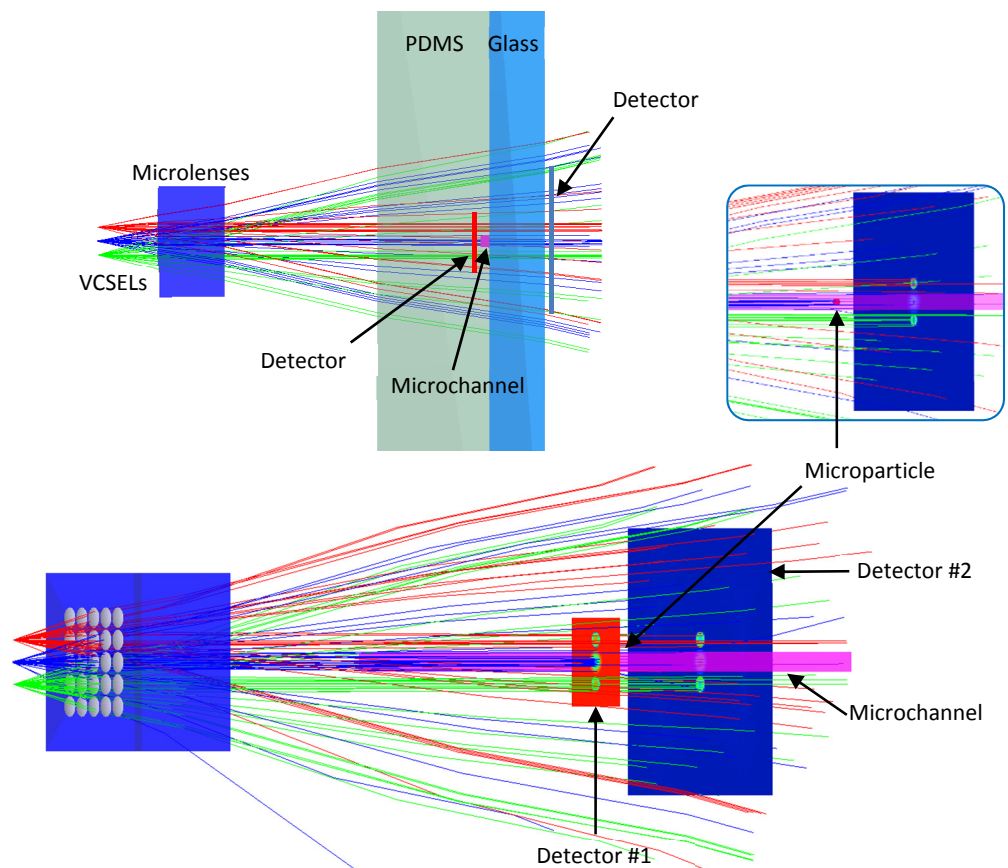 PDMS
Glass
Detector
Microlenses
VCSELs
Detector
Microchannel
Microparticle
Detector #2
Microchannel
Detector #1